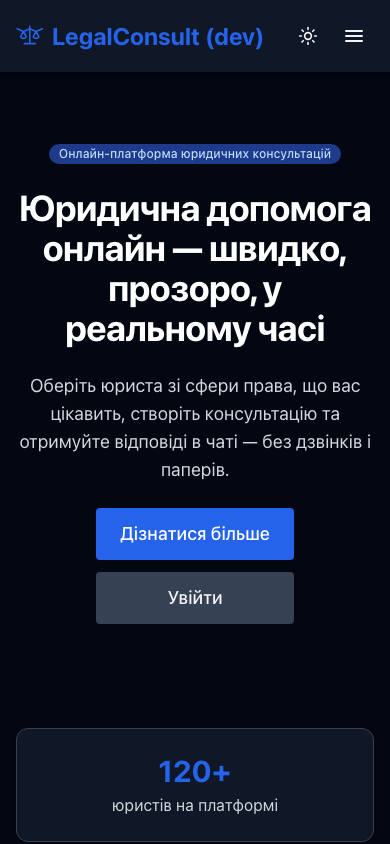 LegalConsult (dev)
Онлайн-платформа юридичних консультацій
Юридична допомога
онлайн — швидко,
прозоро, у
реальному часі
Оберіть юриста зі сфери права, що вас
цікавить, створіть консультацію та
отримуйте відповіді в чаті — без дзвінків і
паперів.
Дізнатися більше
Увійти
120+
юристів на платформі